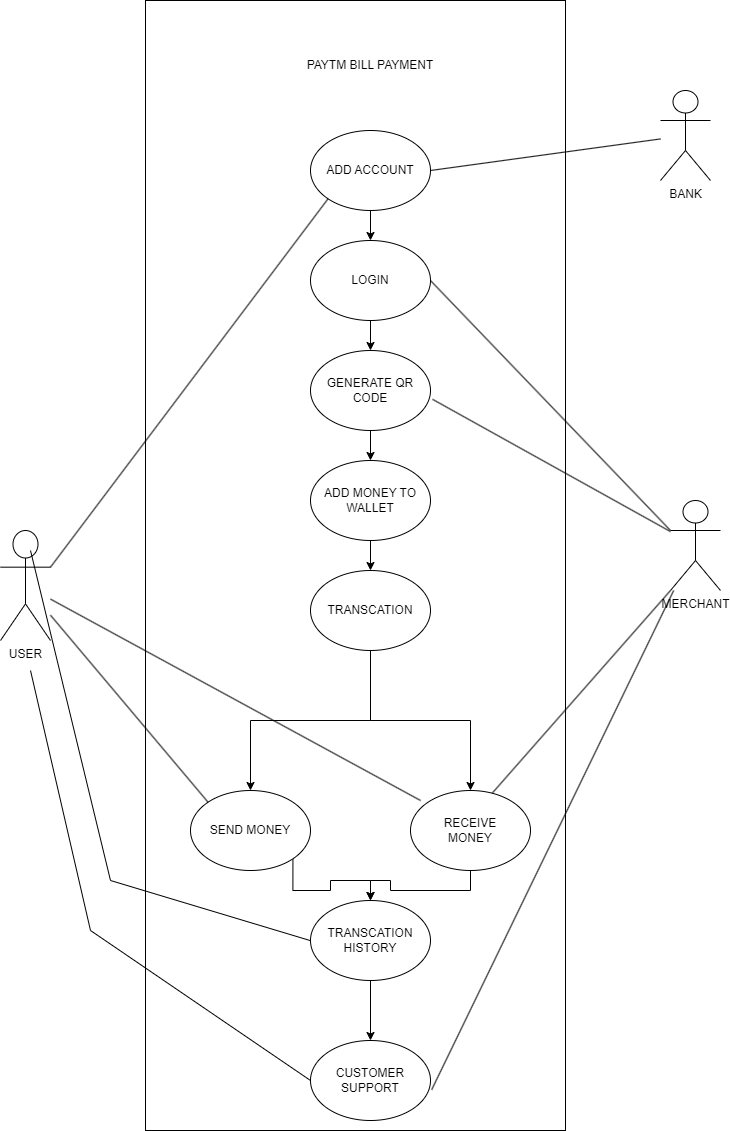 PAYTM BILL PAYMENT
ADD ACCOUNT
BANK
LOGIN
GENERATE QR
CODE
ADD MONEY TO
WALLET
TRANSCATION
MERCHANT
USER
SEND MONEY
RECEIVE
MONEY
TRANSCATION
HISTORY
CUSTOMER
SUPPORT